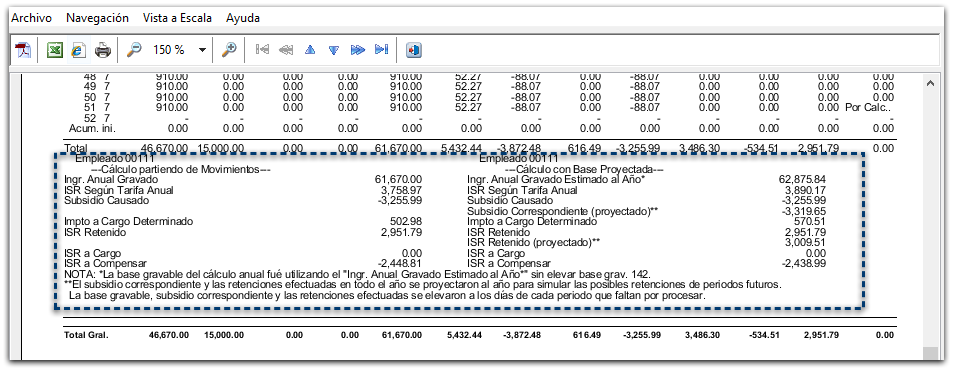 Archivo Navegación Vista a Escala Ayuda
150 %
48 7 910.00 0.00 0.00 0.00 910.00 52.27 -88.07 0.00 -88.07 0.00 0.00 0.00 0.00
49 7 910.00 0.00 0.00 0.00 910.00 52.27 -88.07 0.00 -88.07 0.00 0.00 0.00 0.00
50 7 910.00 0.00 0.00 0.00 910.00 52.27 -88.07 0.00 -88.07 0.00 0.00 0.00 0.00
51 7 910.00 0.00 0.00 0.00 910.00 52.27 -88.07 0.00 -88.07 0.00 0.00 0.00 Por Calc..
52 7 - - - - - - - - - - - - -
Acum. ini. 0.00 0.00 0.00 0.00 0.00 0.00 0.00 0.00 0.00 0.00 0.00 0.00 0.00
Total 46,670.00 15,000.00 0.00 0.00 61,670.00 5,432.44 -3,872.48 616.49 -3,255.99 3,486.30 -534.51 2,951.79 0.00
Empleado 00111 Empleado 00111
---Cálculo partiendo de Movimientos--- ---Cálculo con Base Proyectada---
Ingr. Anual Gravado 61,670.00 Ingr. Anual Gravado Estimado al Año* 62,875.84
ISR Según Tarifa Anual 3,758.97 ISR Según Tarifa Anual 3,890.17
Subsidio Causado -3,255.99 Subsidio Causado -3,255.99
Subsidio Correspondiente (proyectado)** -3,319.65
Impto a Cargo Determinado 502.98 Impto a Cargo Determinado 570.51
ISR Retenido 2,951.79 ISR Retenido 2,951.79
ISR Retenido (proyectado)** 3,009.51
ISR a Cargo 0.00 ISR a Cargo 0.00
ISR a Compensar -2,448.81 ISR a Compensar -2,438.99
NOTA: *La base gravable del cálculo anual fué utilizando el "Ingr. Anual Gravado Estimado al Año*" sin elevar base grav. 142.
**El subsidio correspondiente y las retenciones efectuadas en todo el año se proyectaron al año para simular las posibles retenciones de periodos futuros.
La base gravable, subsidio correspondiente y las retenciones efectuadas se elevaron a los días de cada periodo que faltan por procesar.
Total Gral. 46,670.00 15,000.00 0.00 0.00 61,670.00 5,432.44 -3,872.48 616.49 -3,255.99 3,486.30 -534.51 2,951.79 0.00